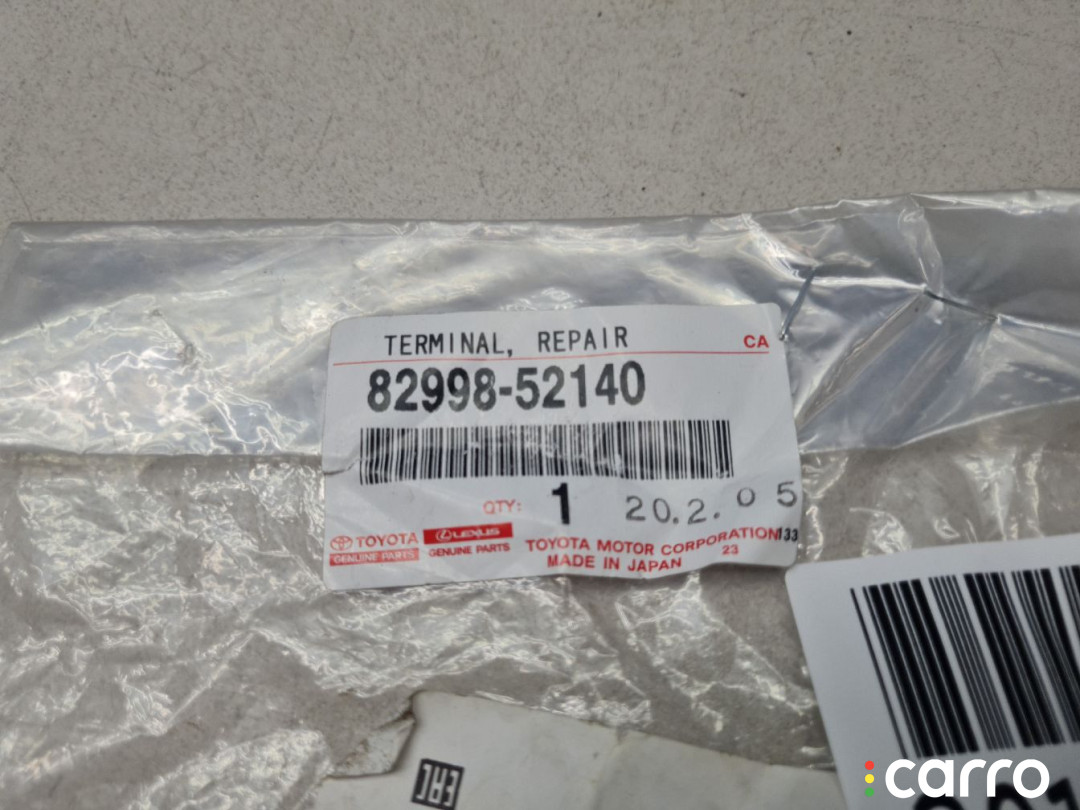 TERMINAL, REPAIR
CA
82998-52140
QTY: 1 20.2.05
TOYOTA
GENUINE PARTS
LEXUS
GENUINE PARTS
TOYOTA MOTOR CORPORATION 133
23
MADE IN JAPAN
carro